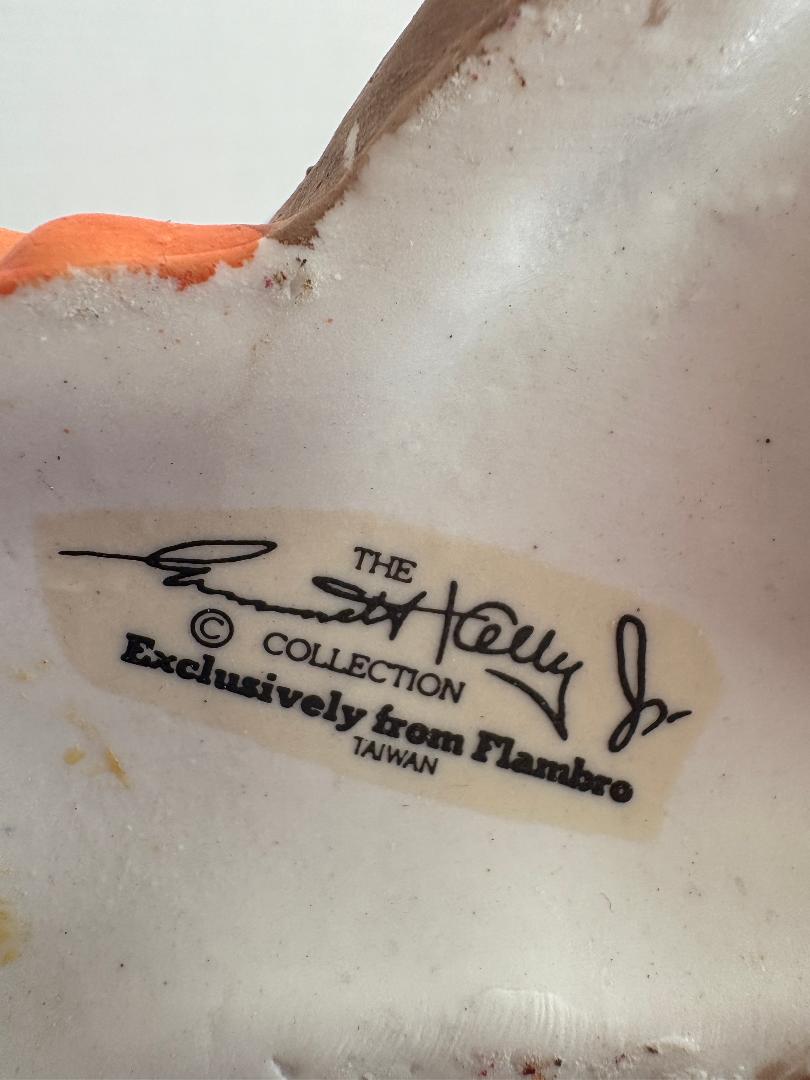 THE
Emmett Kelly Jr.
© COLLECTION
Exclusively from Flambro
TAIWAN